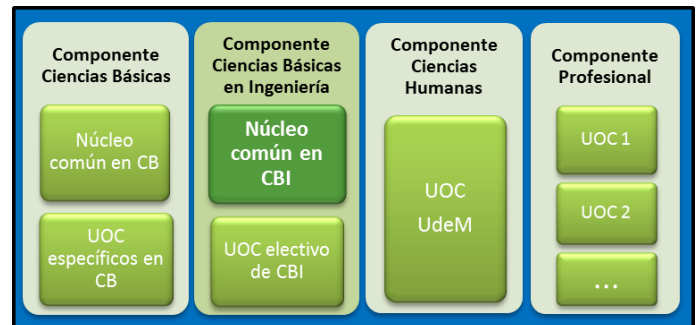 Componente
Ciencias Básicas
Núcleo
común en CB
UOC
específicos en
CB
Componente
Ciencias Básicas
en Ingeniería
Núcleo
común en
CBI
UOC electivo
de CBI
Componente
Ciencias
Humanas
UOC
UdeM
Componente
Profesional
UOC 1
UOC 2
...